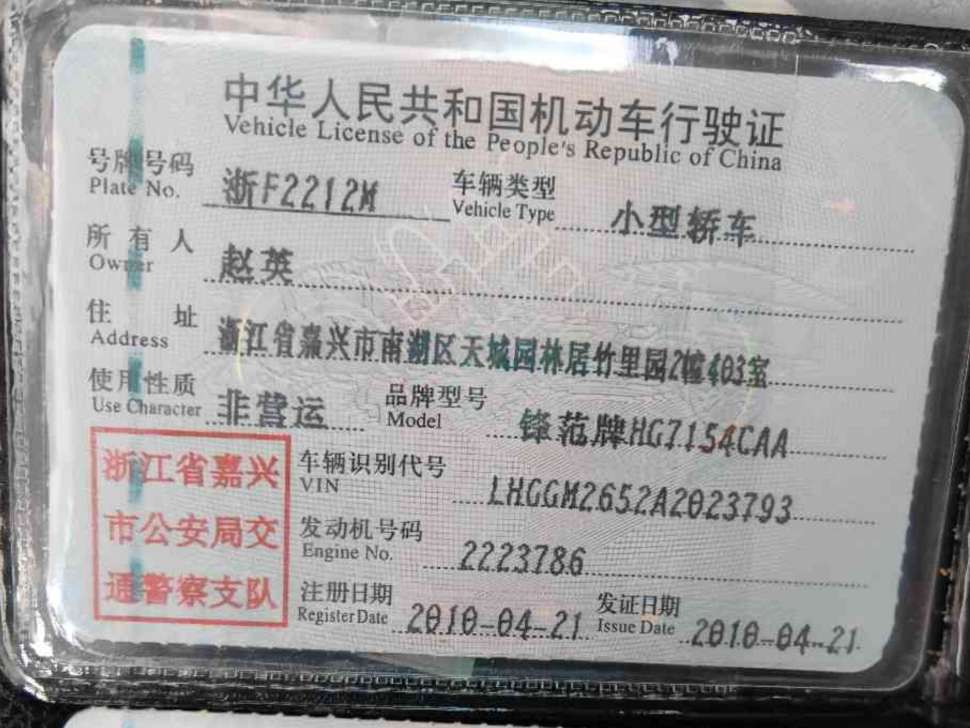 中华人民共和国机动车行驶证
Vehicle License of the People's Republic of China
号牌号码 浙F2212M 车辆类型 小型轿车
Plate No. Vehicle Type
所有人 赵英
Owner
住址 浙江省嘉兴市南湖区天城园林居竹里园2幢403室
Address
使用性质 非营运 品牌型号 锋范牌HG7154CAA
Use Character Model
浙江省嘉兴
市公安局交
通警察支队
车辆识别代号 LHGGM2652A2023793
VIN
发动机号码 2223786
Engine No.
注册日期 2010-04-21 发证日期 2010-04-21
Register Date Issue Date